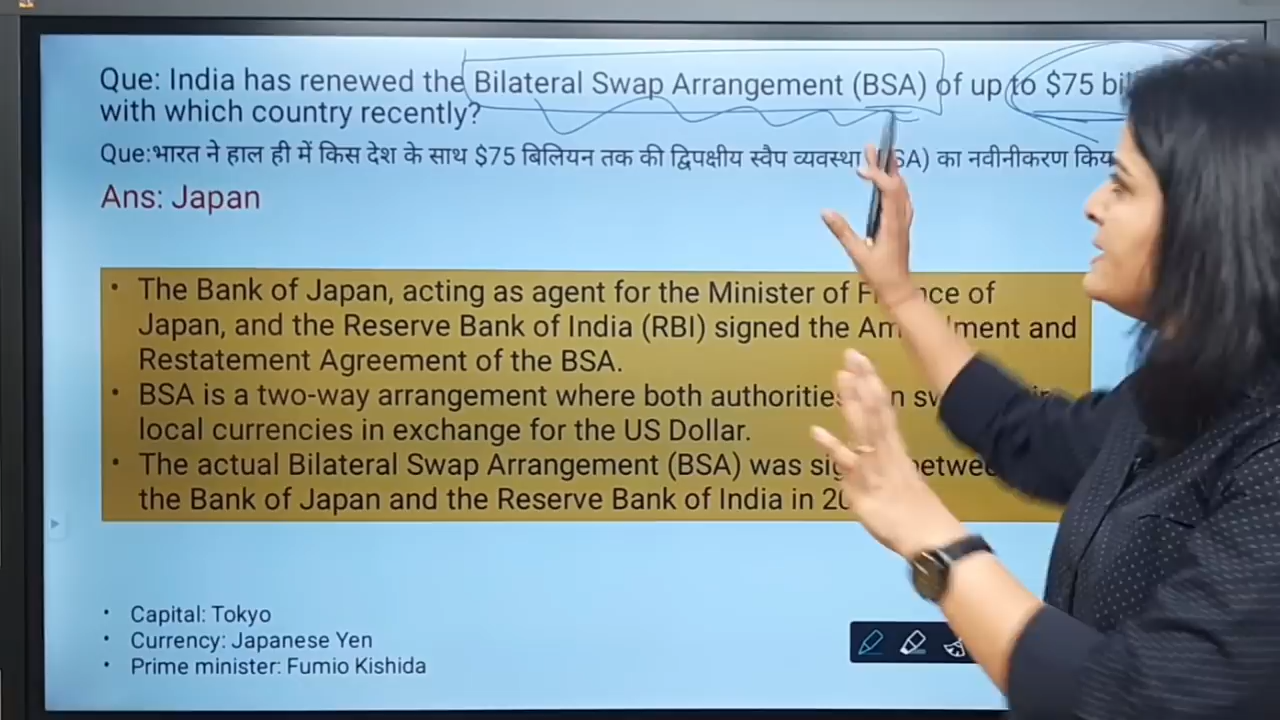 Que: India has renewed the Bilateral Swap Arrangement (BSA) of up to $75
with which country recently?
Que:भारत ने हाल ही में किस देश के साथ $75 बिलियन तक की द्विपक्षीय स्वैप व्यवस्था का नवीनीकरण
Ans: Japan
• The Bank of Japan, acting as agent for the Minister of of
Japan, and the Reserve Bank of India (RBI) signed the and
Restatement Agreement of the BSA.
• BSA is a two-way arrangement where both authorities
local currencies in exchange for the US Dollar.
• The actual Bilateral Swap Arrangement (BSA) was
the Bank of Japan and the Reserve Bank of India in
• Capital: Tokyo
• Currency: Japanese Yen
• Prime minister: Fumio Kishida